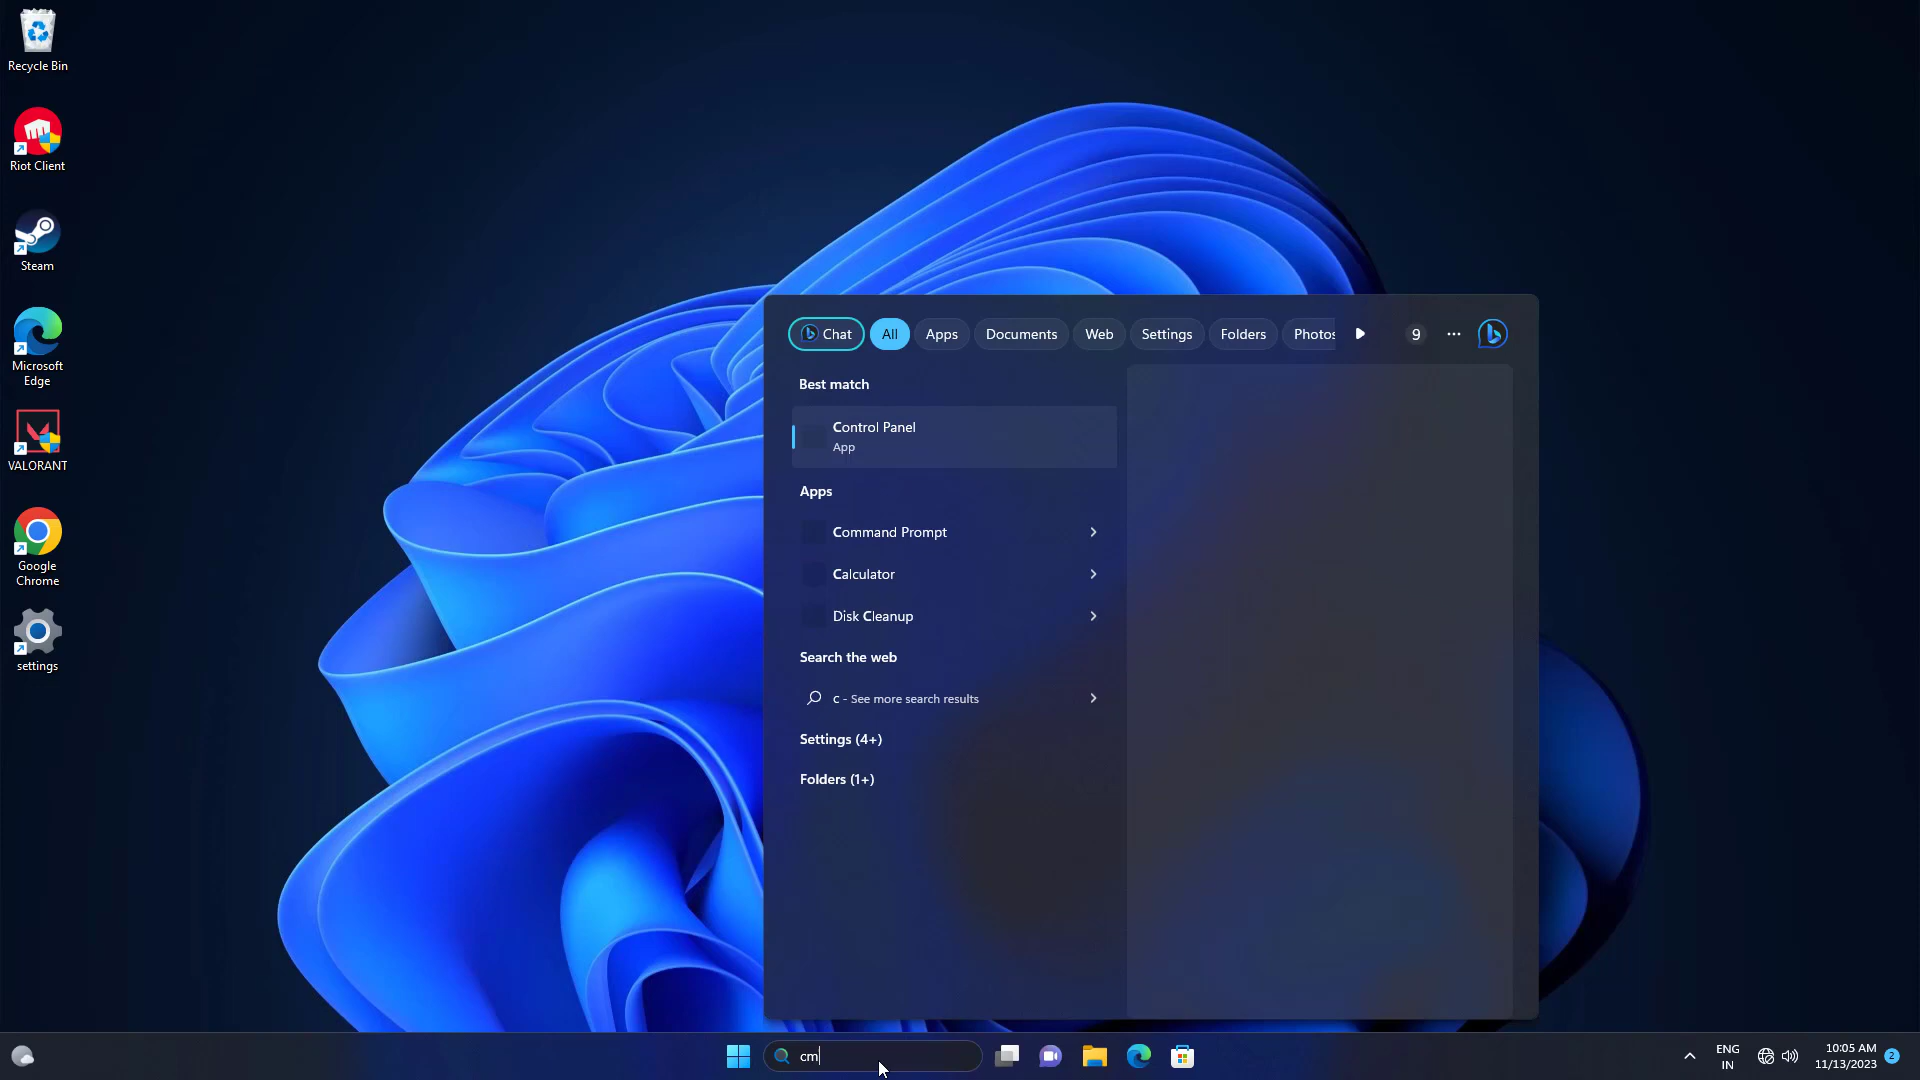 Recycle Bin
Riot Client
Steam
Microsoft
Edge
VALORANT
Google
Chrome
settings
Chat
All
Apps
Documents
Web
Settings
Folders
Photos
9
Best match
Control Panel
App
Apps
Command Prompt
Calculator
Disk Cleanup
Search the web
c - See more search results
Settings (4+)
Folders (1+)
cm
ENG
IN
10:05 AM
11/13/2023
2